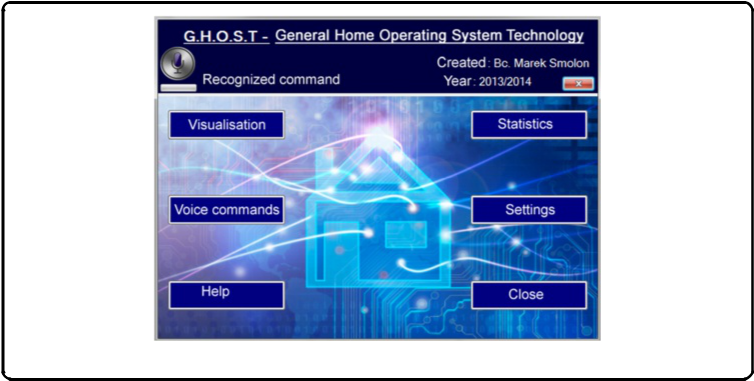 G.H.O.S.T - General Home Operating System Technology
Created : Bc. Marek Smolon
Recognized command
Year : 2013/2014
X
Visualisation
Statistics
Voice commands
Settings
Help
Close